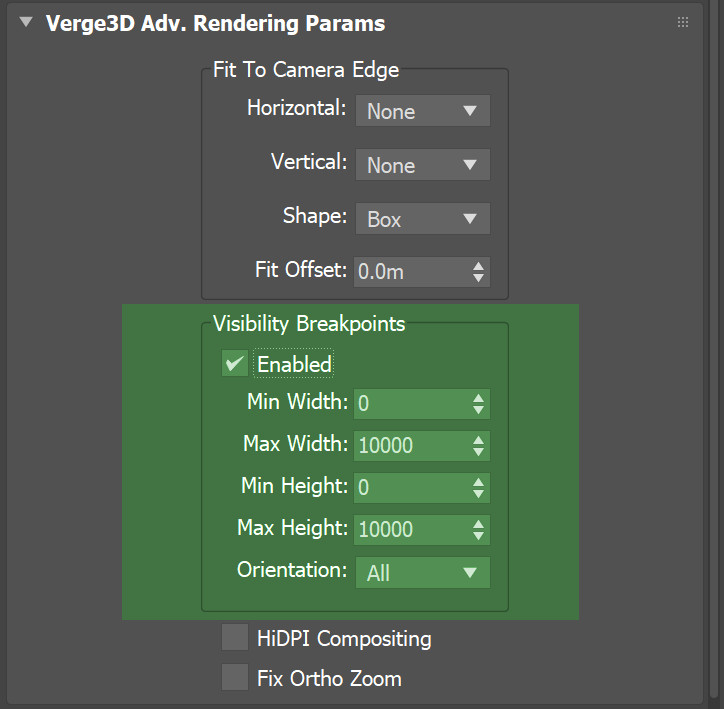 Verge3D Adv. Rendering Params
Fit To Camera Edge
Horizontal: None
Vertical: None
Shape: Box
Fit Offset: 0.0m
Visibility Breakpoints
Enabled
Min Width: 0
Max Width: 10000
Min Height: 0
Max Height: 10000
Orientation: All
HiDPI Compositing
Fix Ortho Zoom